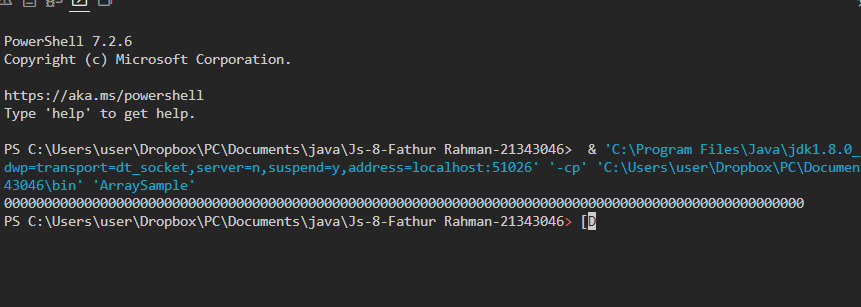 PowerShell 7.2.6
Copyright (c) Microsoft Corporation.
https://aka.ms/powershell
Type 'help' to get help.
PS C:\Users\user\Dropbox\PC\Documents\java\Js-8-Fathur Rahman-21343046>  & 'C:\Program Files\Java\jdk1.8.0_
dwp=transport=dt_socket,server=n,suspend=y,address=localhost:51026' '-cp' 'C:\Users\user\Dropbox\PC\Documen
43046\bin' 'ArraySample'
0000000000000000000000000000000000000000000000000000000000000000000000000000000000000000000000000000
PS C:\Users\user\Dropbox\PC\Documents\java\Js-8-Fathur Rahman-21343046> [D